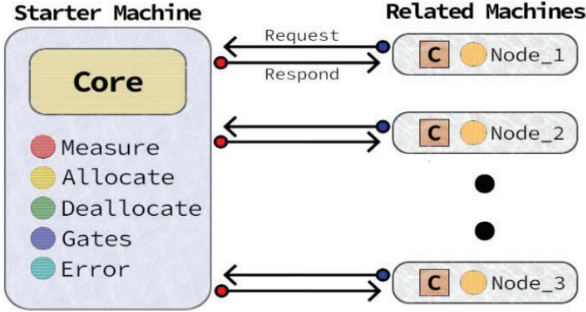 Starter Machine
Related Machines
Core
Measure
Allocate
Deallocate
Gates
Error
Request
Respond
C Node_1
C Node_2
C Node_3